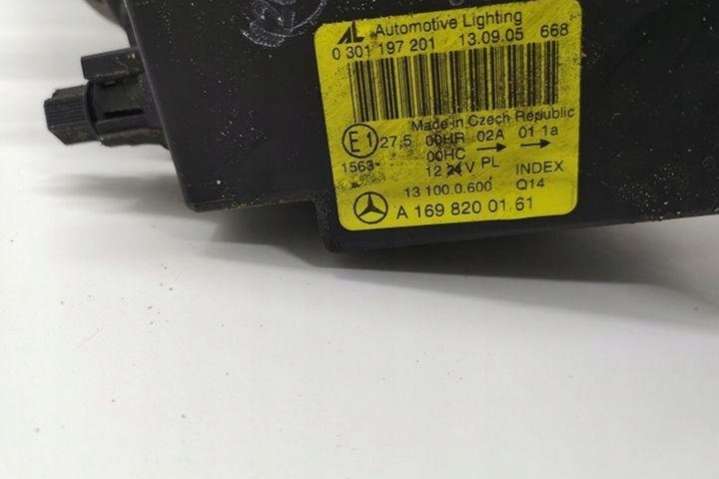 AL Automotive Lighting
0 301 197 201 13.09.05 668
Made in Czech Republic
E1 27,5 00HR 02A 01 1a
1563 00HC → →
12 24V PL INDEX
13 100.0.600 Q14
A 169 820 01 61